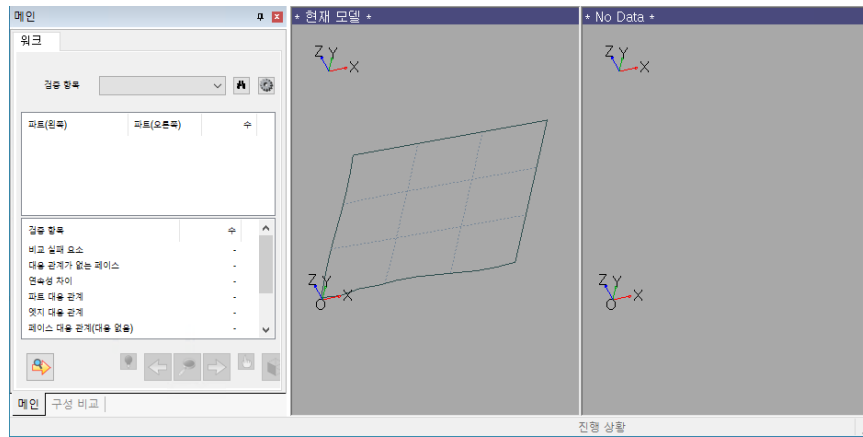 메인
워크
검증 항목
파트(왼쪽) 파트(오른쪽) 수
검증 항목 수
비교 실패 요소 -
대응 관계가 없는 페이스 -
연속성 차이 -
파트 대응 관계 -
엣지 대응 관계 -
페이스 대응 관계(대응 없음) -
메인 구성 비교
* 현재 모델 *
Z Y
X
Z Y
X
O
* No Data *
Z Y
X
Z Y
X
O
진행 상황